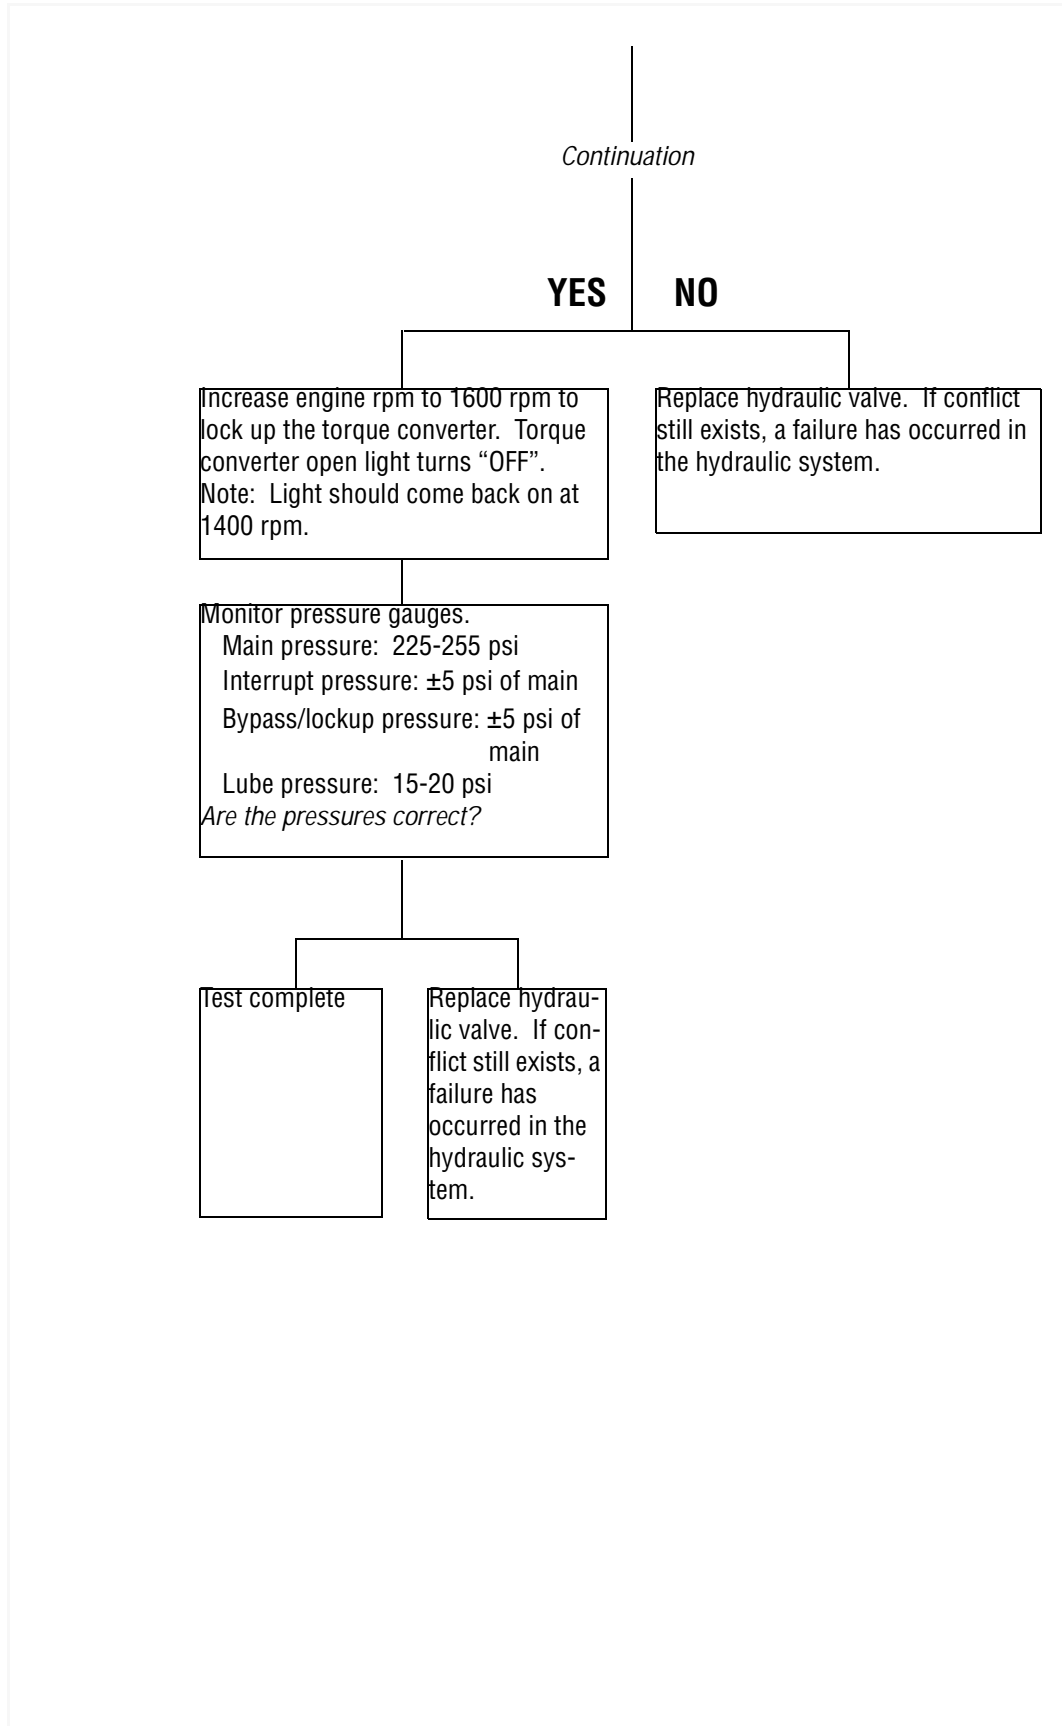 Continuation
YES NO
Increase engine rpm to 1600 rpm to
lock up the torque converter. Torque
converter open light turns “OFF”.
Note: Light should come back on at
1400 rpm.
Replace hydraulic valve. If conflict
still exists, a failure has occurred in
the hydraulic system.
Monitor pressure gauges.
Main pressure: 225-255 psi
Interrupt pressure: ±5 psi of main
Bypass/lockup pressure: ±5 psi of
main
Lube pressure: 15-20 psi
Are the pressures correct?
Test complete
Replace hydrau-
lic valve. If con-
flict still exists, a
failure has
occurred in the
hydraulic sys-
tem.